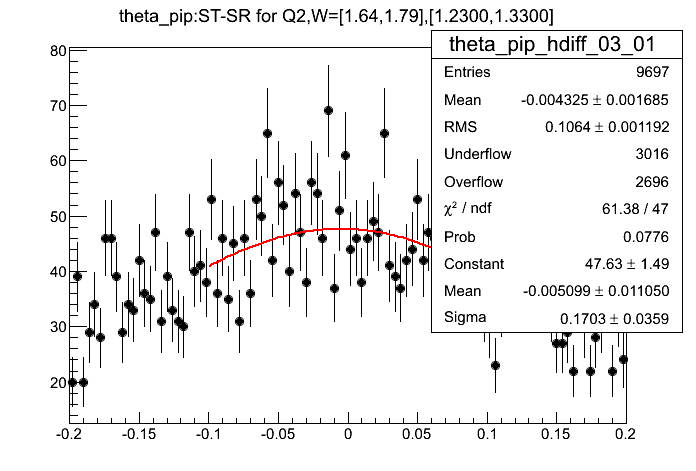 theta_pip:ST-SR for Q2,W=[1.64,1.79],[1.2300,1.3300]
theta_pip_hdiff_03_01
Entries 9697
Mean -0.004325 ± 0.001685
RMS 0.1064 ± 0.001192
Underflow 3016
Overflow 2696
χ² / ndf 61.38 / 47
Prob 0.0776
Constant 47.63 ± 1.49
Mean -0.005099 ± 0.011050
Sigma 0.1703 ± 0.0359
80
70
60
50
40
30
20
-0.2 -0.15 -0.1 -0.05 0 0.05 0.1 0.15 0.2